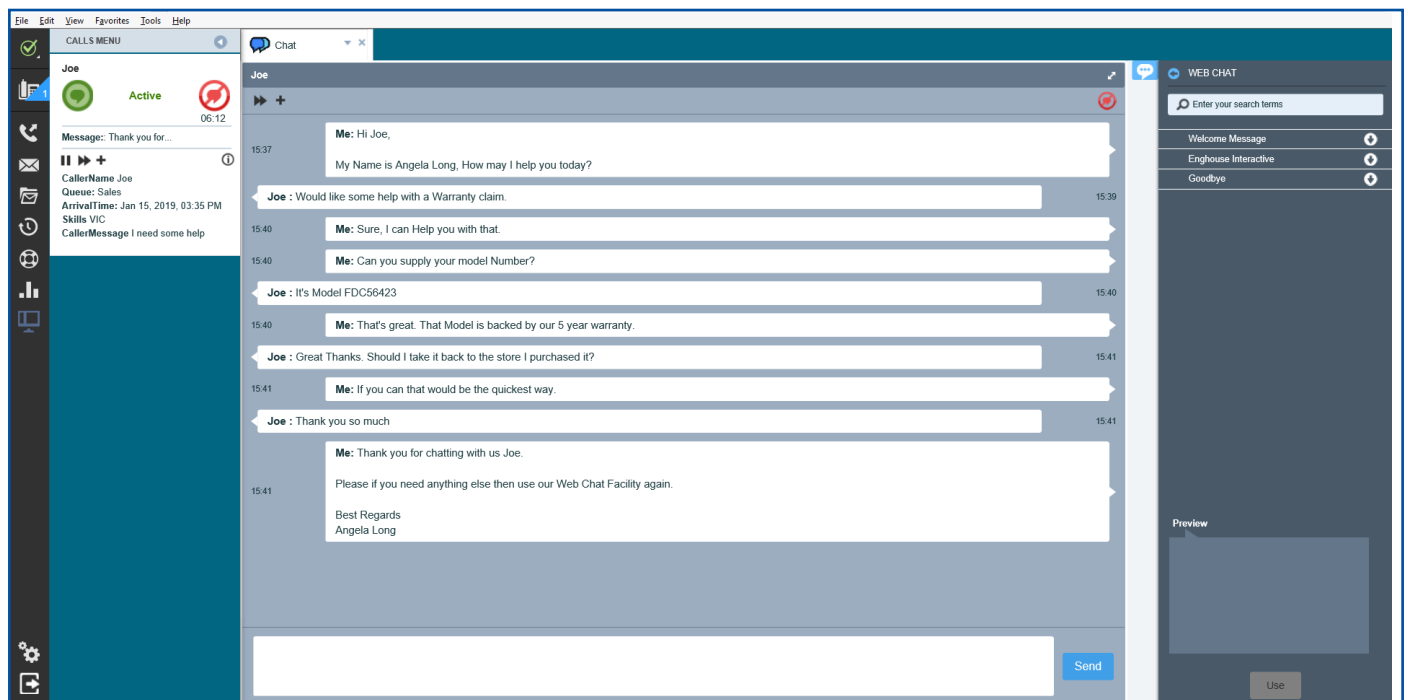 File Edit View Favorites Tools Help
CALLS MENU
Joe
Active
06:12
Message:: Thank you for...
CallerName Joe
Queue: Sales
ArrivalTime: Jan 15, 2019, 03:35 PM
Skills VIC
CallerMessage I need some help
1
Chat
Joe
15:37
Me: Hi Joe,
My Name is Angela Long, How may I help you today?
Joe : Would like some help with a Warranty claim.
15:39
15:40
Me: Sure, I can Help you with that.
15:40
Me: Can you supply your model Number?
Joe : It's Model FDC56423
15:40
15:40
Me: That's great. That Model is backed by our 5 year warranty.
Joe : Great Thanks. Should I take it back to the store I purchased it?
15:41
15:41
Me: If you can that would be the quickest way.
Joe : Thank you so much
15:41
15:41
Me: Thank you for chatting with us Joe.
Please if you need anything else then use our Web Chat Facility again.
Best Regards
Angela Long
Send
WEB CHAT
Enter your search terms
Welcome Message
Enghouse Interactive
Goodbye
Preview
Use